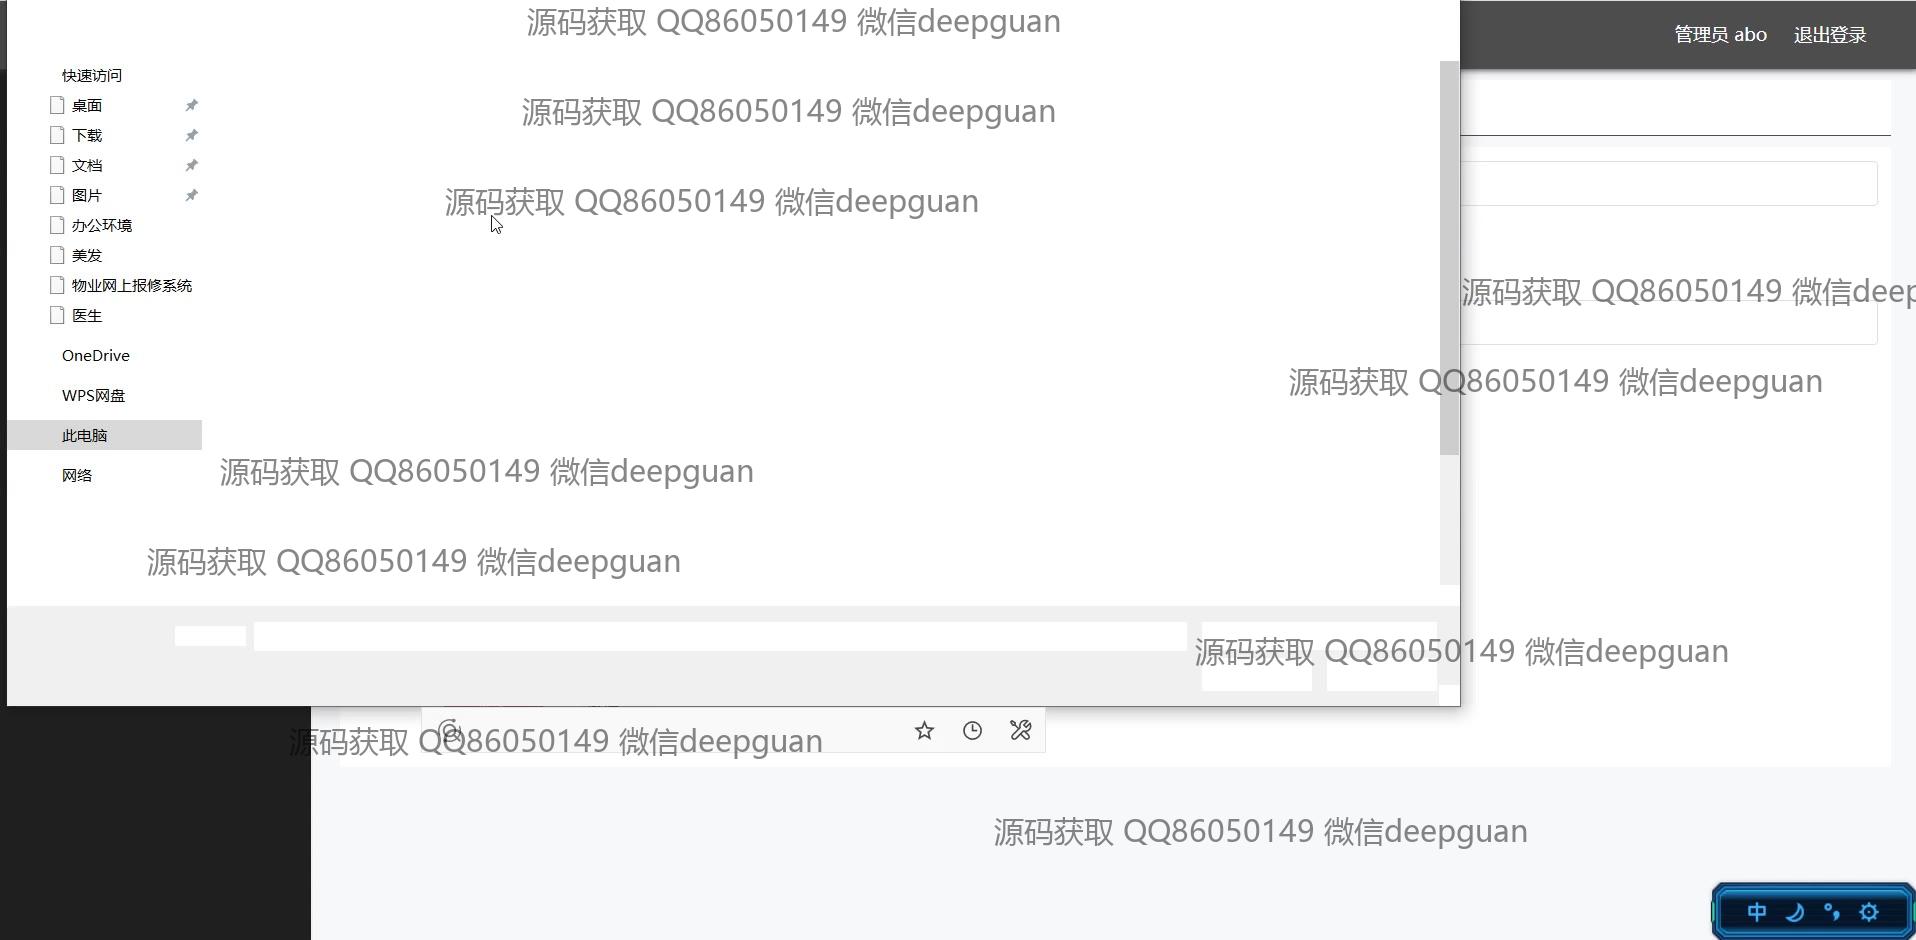 源码获取 QQ86050149 微信deepguan
管理员 abo
退出登录
快速访问
桌面
源码获取 QQ86050149 微信deepguan
下载
文档
图片
源码获取 QQ86050149 微信deepguan
办公环境
美发
物业网上报修系统
源码获取 QQ86050149 微信deep
医生
OneDrive
源码获取 QQ86050149 微信deepguan
WPS网盘
此电脑
网络
源码获取 QQ86050149 微信deepguan
源码获取 QQ86050149 微信deepguan
源码获取 QQ86050149 微信deepguan
源码获取 QQ86050149 微信deepguan
源码获取 QQ86050149 微信deepguan
中